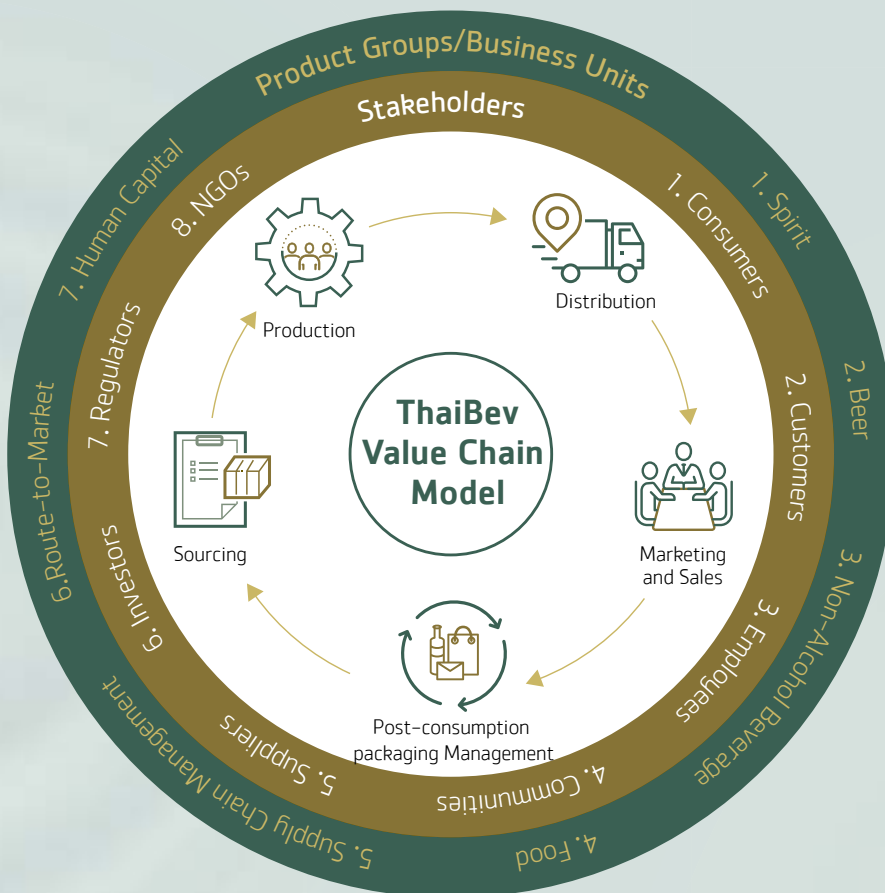 Product Groups/Business Units
1. Spirit
2. Beer
3. Non-Alcohol Beverage
4. Food
5. Supply Chain Management
6.Route-to-Market
7. Human Capital
Stakeholders
1. Consumers
2. Customers
3. Employees
4. Communities
5. Suppliers
6. Investors
7. Regulators
8. NGOs
Production
Distribution
Marketing
and Sales
Post-consumption
packaging Management
Sourcing
ThaiBev
Value Chain
Model